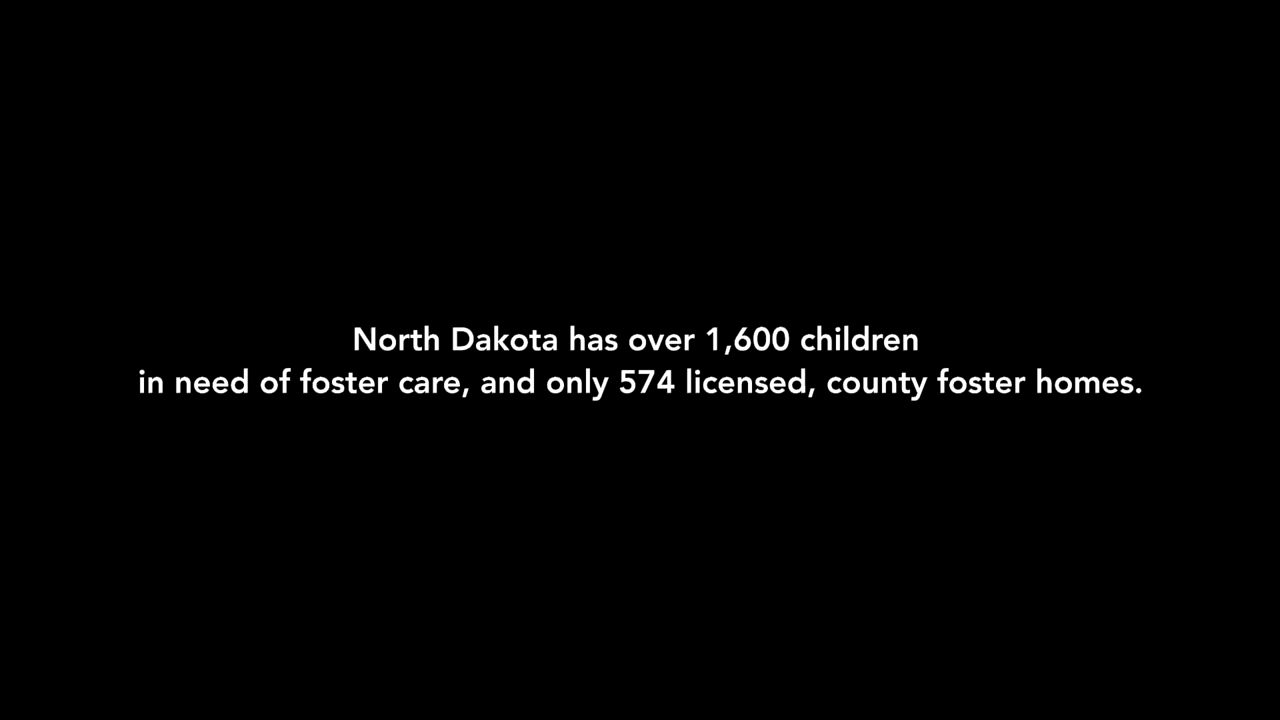 North Dakota has over 1,600 children
in need of foster care, and only 574 licensed, county foster homes.